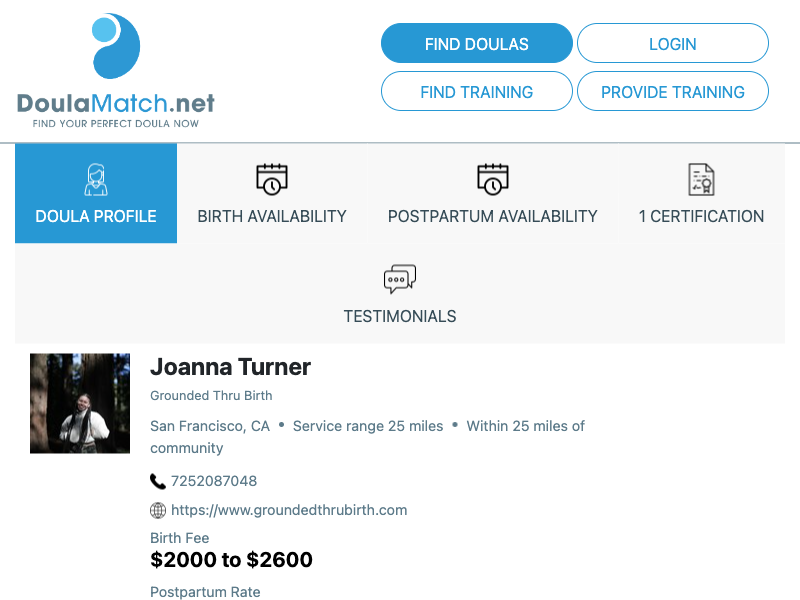 DoulaMatch.net
FIND YOUR PERFECT DOULA NOW
FIND DOULAS
LOGIN
FIND TRAINING
PROVIDE TRAINING
DOULA PROFILE
BIRTH AVAILABILITY
POSTPARTUM AVAILABILITY
1 CERTIFICATION
TESTIMONIALS
Joanna Turner
Grounded Thru Birth
San Francisco, CA • Service range 25 miles • Within 25 miles of
community
7252087048
https://www.groundedthrubirth.com
Birth Fee
$2000 to $2600
Postpartum Rate